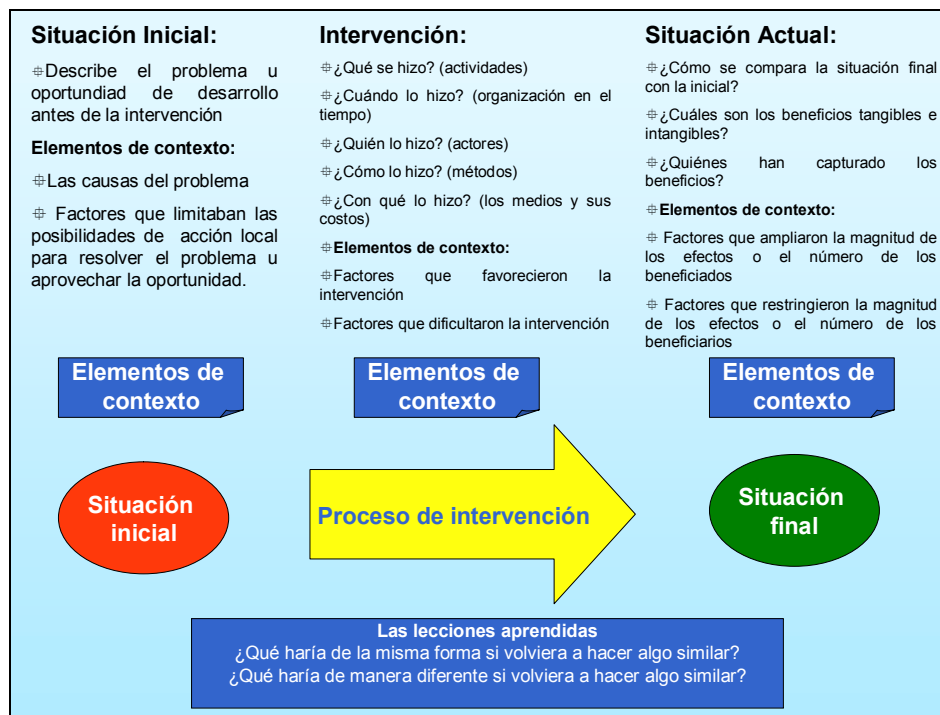 Situación Inicial:
⌖Describe el problema u
oportundiad de desarrollo
antes de la intervención
Elementos de contexto:
⌖Las causas del problema
⌖ Factores que limitaban las
posibilidades de acción local
para resolver el problema u
aprovechar la oportunidad.
Intervención:
⌖¿Qué se hizo? (actividades)
⌖¿Cuándo lo hizo? (organización en el
tiempo)
⌖¿Quién lo hizo? (actores)
⌖¿Cómo lo hizo? (métodos)
⌖¿Con qué lo hizo? (los medios y sus
costos)
⌖Elementos de contexto:
⌖Factores que favorecieron la
intervención
⌖Factores que dificultaron la intervención
Situación Actual:
⌖¿Cómo se compara la situación final
con la inicial?
⌖¿Cuáles son los beneficios tangibles e
intangibles?
⌖¿Quiénes han capturado los
beneficios?
⌖Elementos de contexto:
⌖ Factores que ampliaron la magnitud de
los efectos o el número de los
beneficiados
⌖ Factores que restringieron la magnitud
de los efectos o el número de los
beneficiarios
Elementos de
contexto
Elementos de
contexto
Elementos de
contexto
Situación
inicial
Proceso de intervención
Situación
final
Las lecciones aprendidas
¿Qué haría de la misma forma si volviera a hacer algo similar?
¿Qué haría de manera diferente si volviera a hacer algo similar?